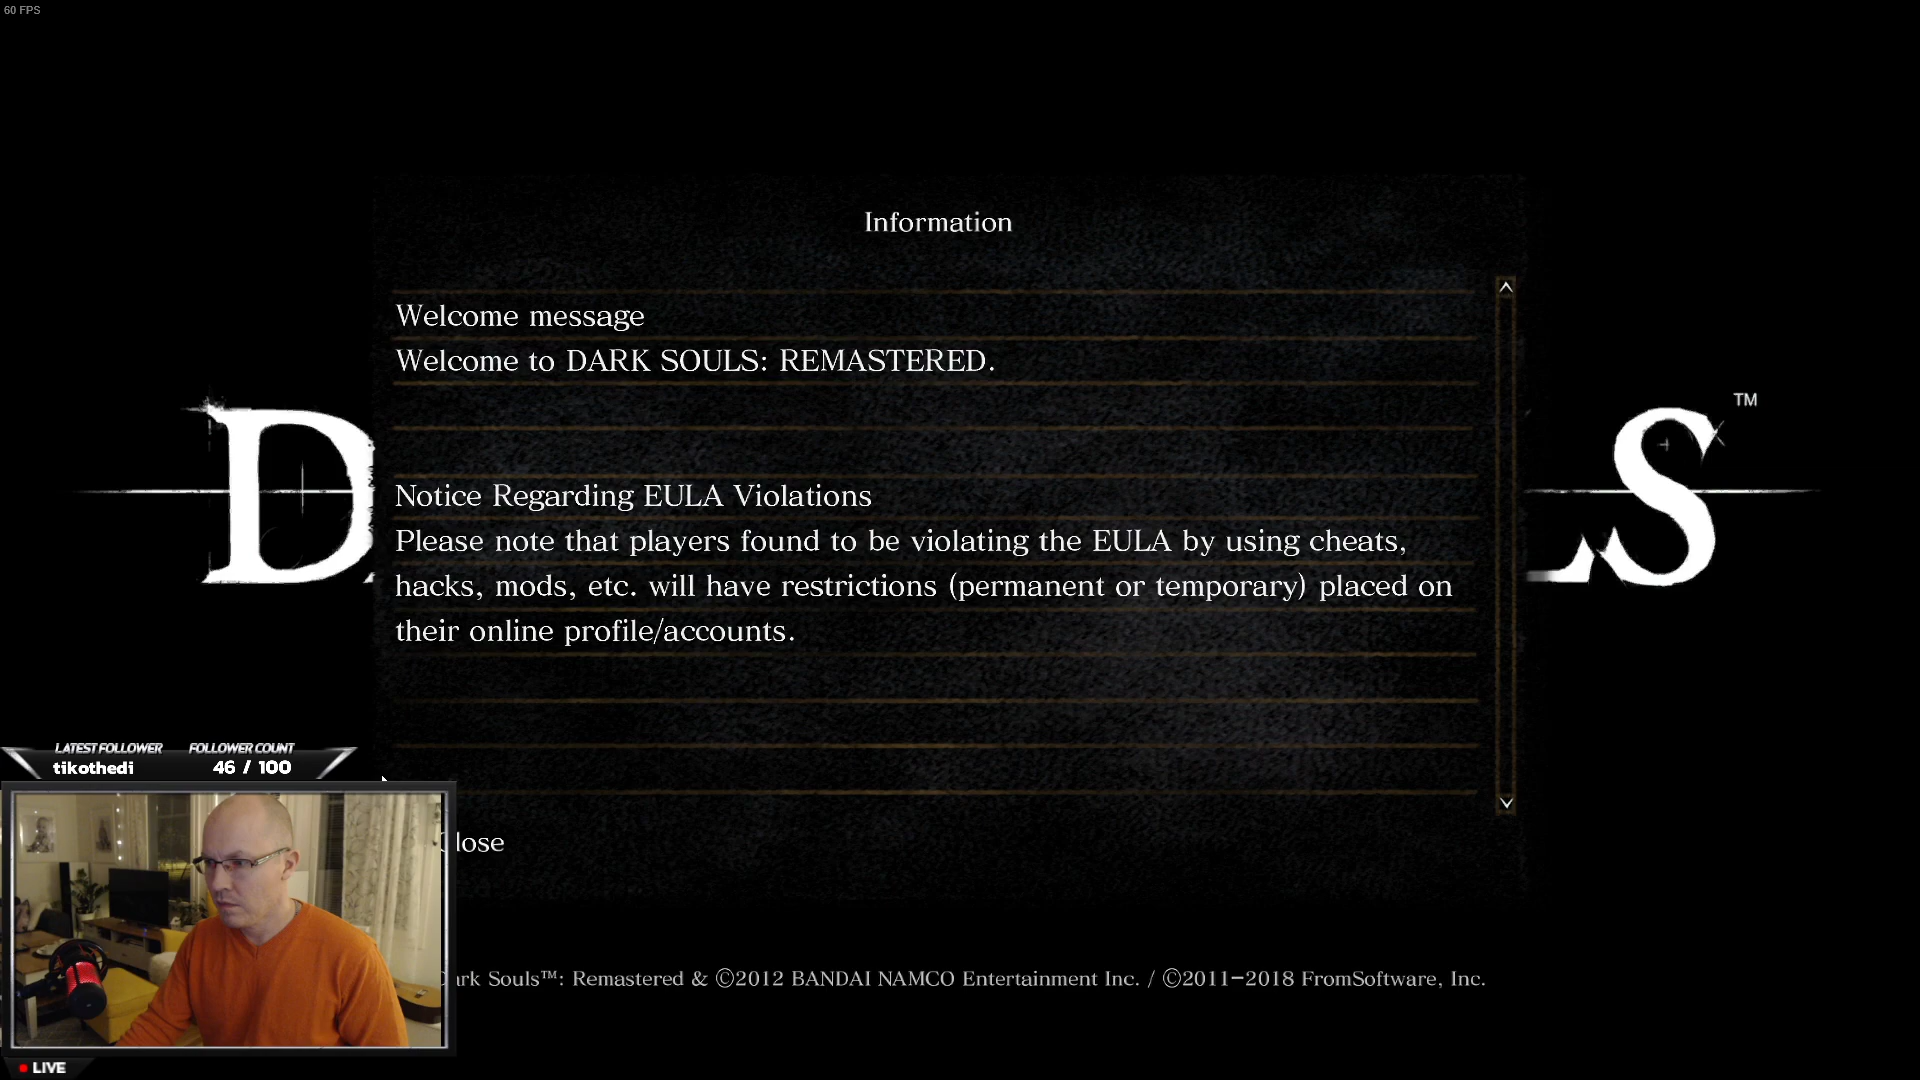 60 FPS
Information
Welcome message
Welcome to DARK SOULS: REMASTERED.
TM
D
LS
Notice Regarding EULA Violations
Please note that players found to be violating the EULA by using cheats,
hacks, mods, etc. will have restrictions (permanent or temporary) placed on
their online profile/accounts.
LATEST FOLLOWER FOLLOWER COUNT
tikothedi 46 / 100
lose
ark Souls™: Remastered & ©2012 BANDAI NAMCO Entertainment Inc. / ©2011-2018 FromSoftware, Inc.
LIVE